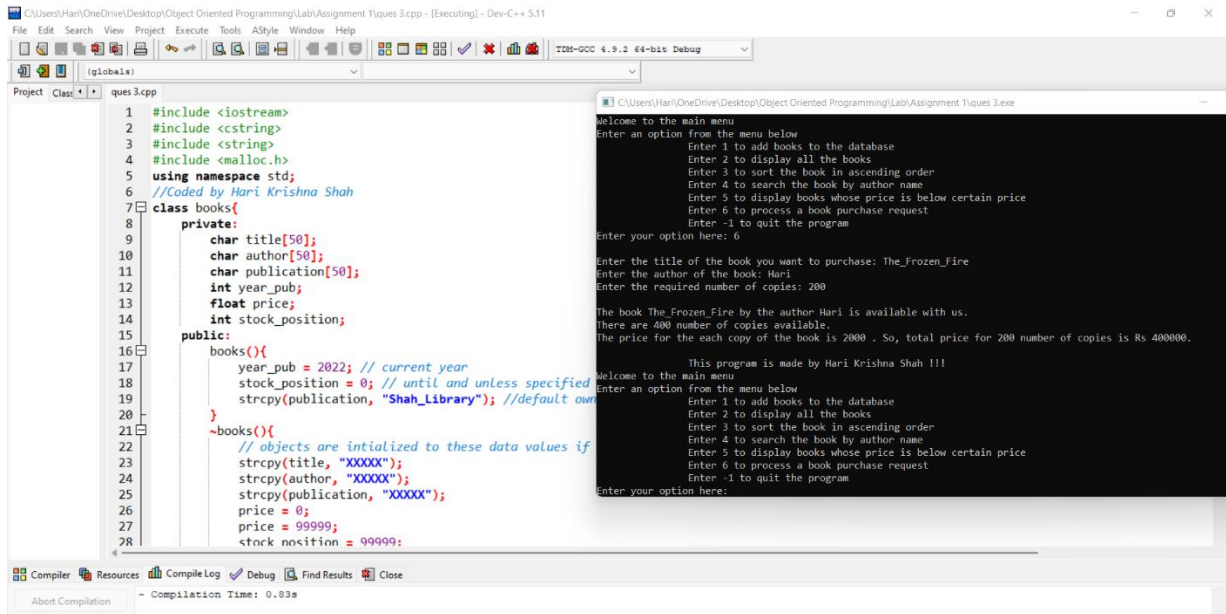 C:\Users\Hari\OneDrive\Desktop\Object Oriented Programming\Lab\Assignment 1\ques 3.cpp - [Executing] - Dev-C++ 5.11
File Edit Search View Project Execute Tools AStyle Window Help
TDM-GCC 4.9.2 64-bit Debug
(globals)
Project Class ques 3.cpp
1 #include <iostream>
2 #include <cstring>
3 #include <string>
4 #include <malloc.h>
5 using namespace std;
6 //Coded by Hari Krishna Shah
7 class books{
8 private:
9 char title[50];
10 char author[50];
11 char publication[50];
12 int year_pub;
13 float price;
14 int stock_position;
15 public:
16 books(){
17 year_pub = 2022; // current year
18 stock_position = 0; // until and unless specified
19 strcpy(publication, "Shah_Library"); //default own
20 }
21 ~books(){
22 // objects are intialized to these data values if
23 strcpy(title, "XXXXX");
24 strcpy(author, "XXXXX");
25 strcpy(publication, "XXXXX");
26 price = 0;
27 price = 99999;
28 stock_position = 99999;
C:\Users\Hari\OneDrive\Desktop\Object Oriented Programming\Lab\Assignment 1\ques 3.exe
Welcome to the main menu
Enter an option from the menu below
Enter 1 to add books to the database
Enter 2 to display all the books
Enter 3 to sort the book in ascending order
Enter 4 to search the book by author name
Enter 5 to display books whose price is below certain price
Enter 6 to process a book purchase request
Enter -1 to quit the program
Enter your option here: 6
Enter the title of the book you want to purchase: The_Frozen_Fire
Enter the author of the book: Hari
Enter the required number of copies: 200
The book The_Frozen_Fire by the author Hari is available with us.
There are 400 number of copies available.
The price for the each copy of the book is 2000 . So, total price for 200 number of copies is Rs 400000.
This program is made by Hari Krishna Shah !!!
Welcome to the main menu
Enter an option from the menu below
Enter 1 to add books to the database
Enter 2 to display all the books
Enter 3 to sort the book in ascending order
Enter 4 to search the book by author name
Enter 5 to display books whose price is below certain price
Enter 6 to process a book purchase request
Enter -1 to quit the program
Enter your option here:
Compiler Resources Compile Log Debug Find Results Close
Abort Compilation
- Compilation Time: 0.83s